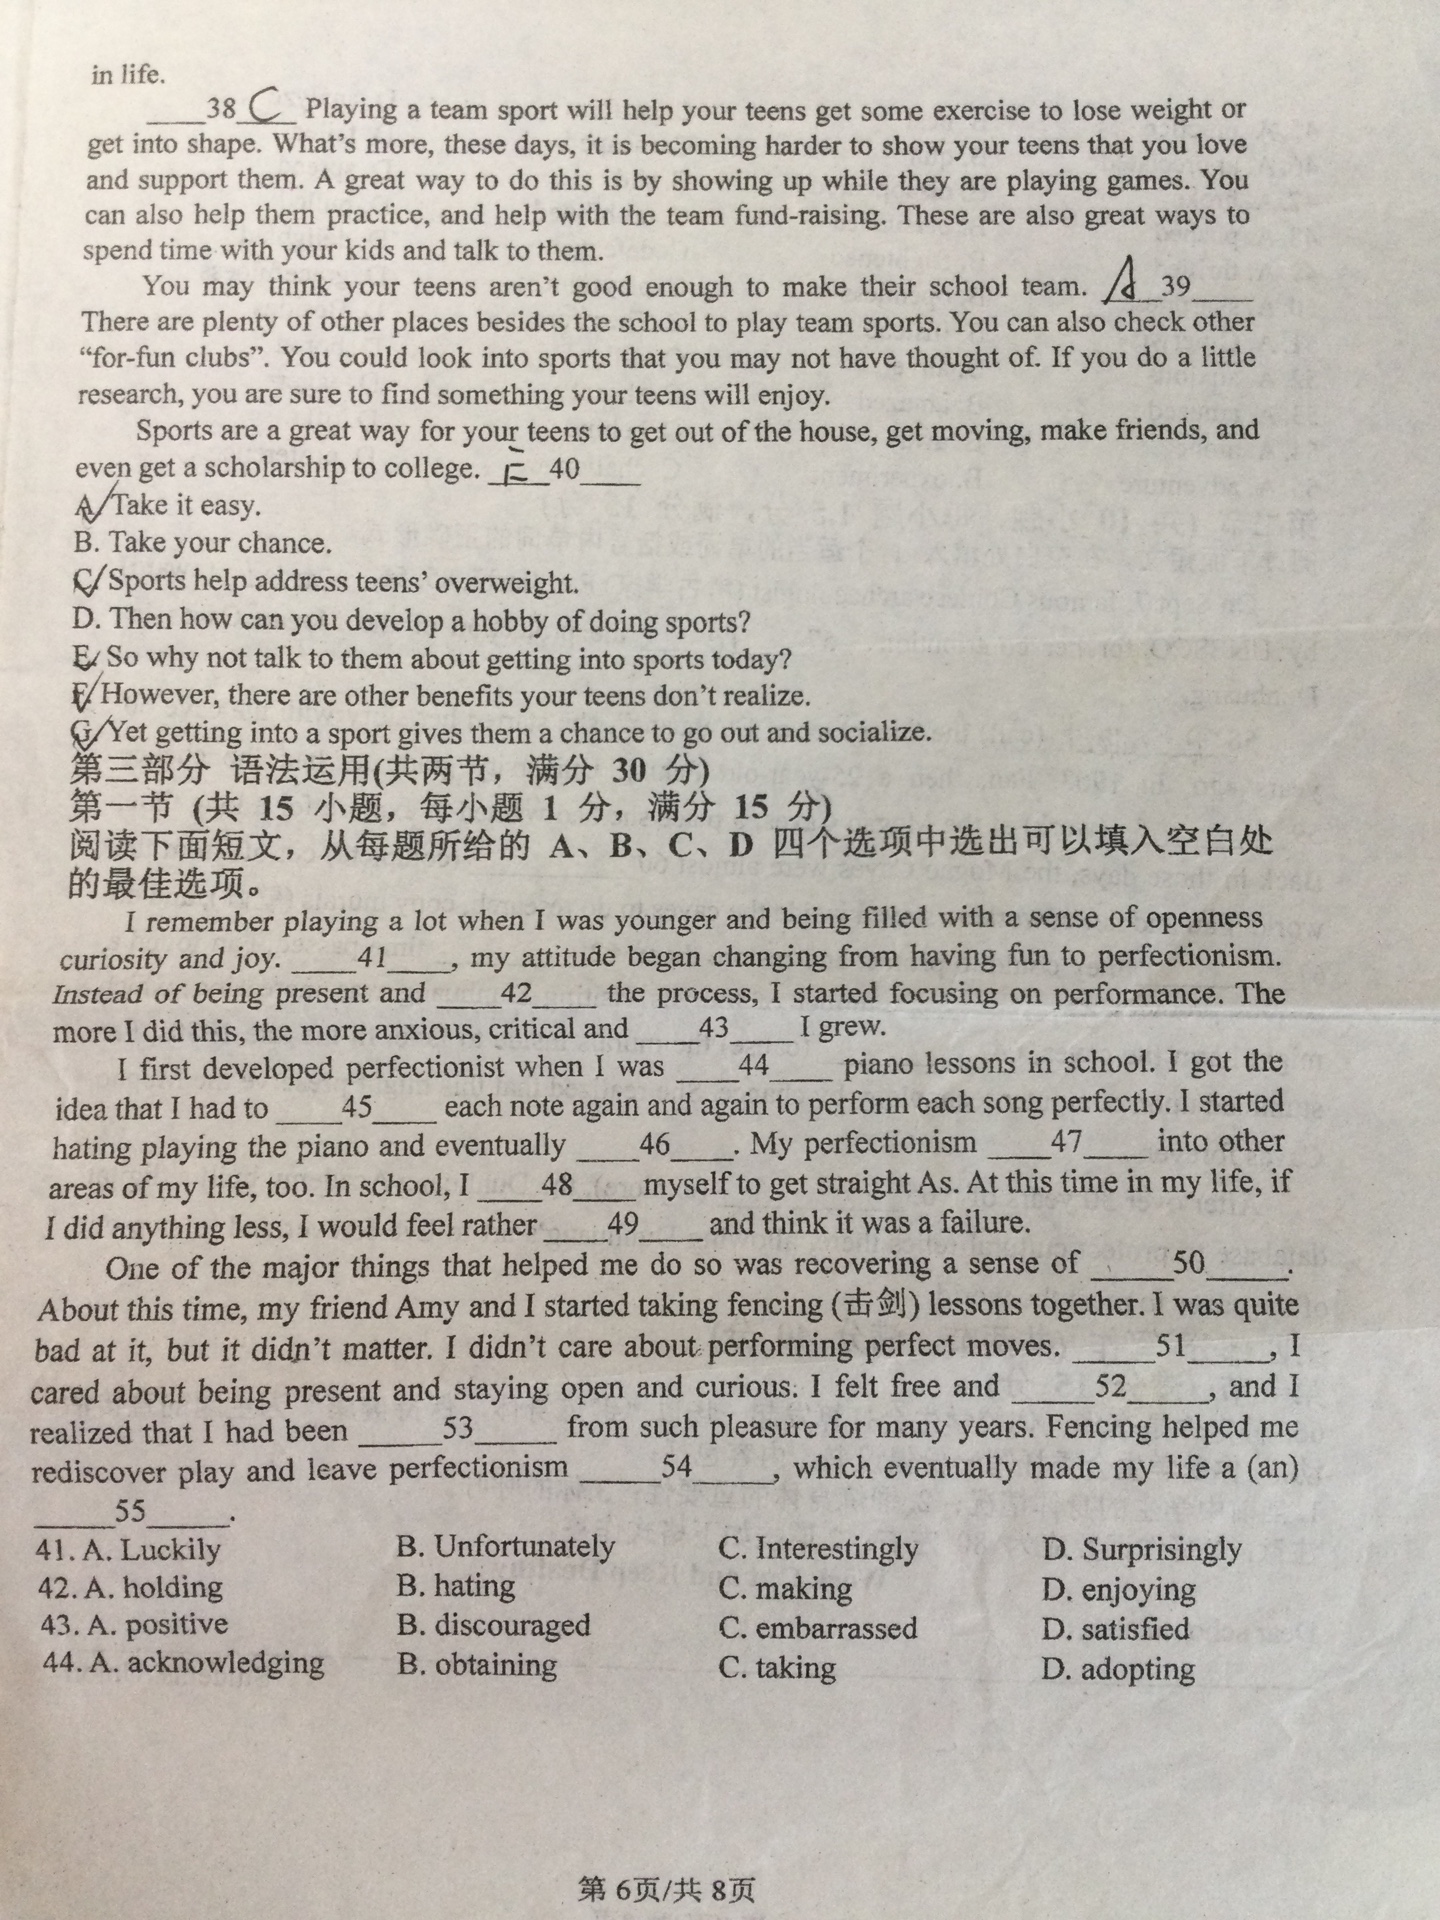 in life.
____38 C__ Playing a team sport will help your teens get some exercise to lose weight or
get into shape. What's more, these days, it is becoming harder to show your teens that you love
and support them. A great way to do this is by showing up while they are playing games. You
can also help them practice, and help with the team fund-raising. These are also great ways to
spend time with your kids and talk to them.
You may think your teens aren't good enough to make their school team. A__39____
There are plenty of other places besides the school to play team sports. You can also check other
“for-fun clubs”. You could look into sports that you may not have thought of. If you do a little
research, you are sure to find something your teens will enjoy.
Sports are a great way for your teens to get out of the house, get moving, make friends, and
even get a scholarship to college. _E__40____
A. Take it easy.
B. Take your chance.
C. Sports help address teens' overweight.
D. Then how can you develop a hobby of doing sports?
E. So why not talk to them about getting into sports today?
F. However, there are other benefits your teens don't realize.
G. Yet getting into a sport gives them a chance to go out and socialize.
第三部分 语法运用(共两节，满分 30 分)
第一节 (共 15 小题，每小题 1 分，满分 15 分)
阅读下面短文，从每题所给的 A、B、C、D 四个选项中选出可以填入空白处
的最佳选项。
I remember playing a lot when I was younger and being filled with a sense of openness
curiosity and joy. ____41____, my attitude began changing from having fun to perfectionism.
Instead of being present and ____42____ the process, I started focusing on performance. The
more I did this, the more anxious, critical and ____43____ I grew.
I first developed perfectionist when I was ____44____ piano lessons in school. I got the
idea that I had to ____45____ each note again and again to perform each song perfectly. I started
hating playing the piano and eventually ____46____. My perfectionism ____47____ into other
areas of my life, too. In school, I ____48____ myself to get straight As. At this time in my life, if
I did anything less, I would feel rather ____49____ and think it was a failure.
One of the major things that helped me do so was recovering a sense of _____50_____.
About this time, my friend Amy and I started taking fencing (击剑) lessons together. I was quite
bad at it, but it didn't matter. I didn't care about performing perfect moves. _____51_____, I
cared about being present and staying open and curious. I felt free and _____52_____, and I
realized that I had been _____53_____ from such pleasure for many years. Fencing helped me
rediscover play and leave perfectionism _____54_____, which eventually made my life a (an)
_____55_____.
41. A. Luckily B. Unfortunately C. Interestingly D. Surprisingly
42. A. holding B. hating C. making D. enjoying
43. A. positive B. discouraged C. embarrassed D. satisfied
44. A. acknowledging B. obtaining C. taking D. adopting
第 6页/共 8页